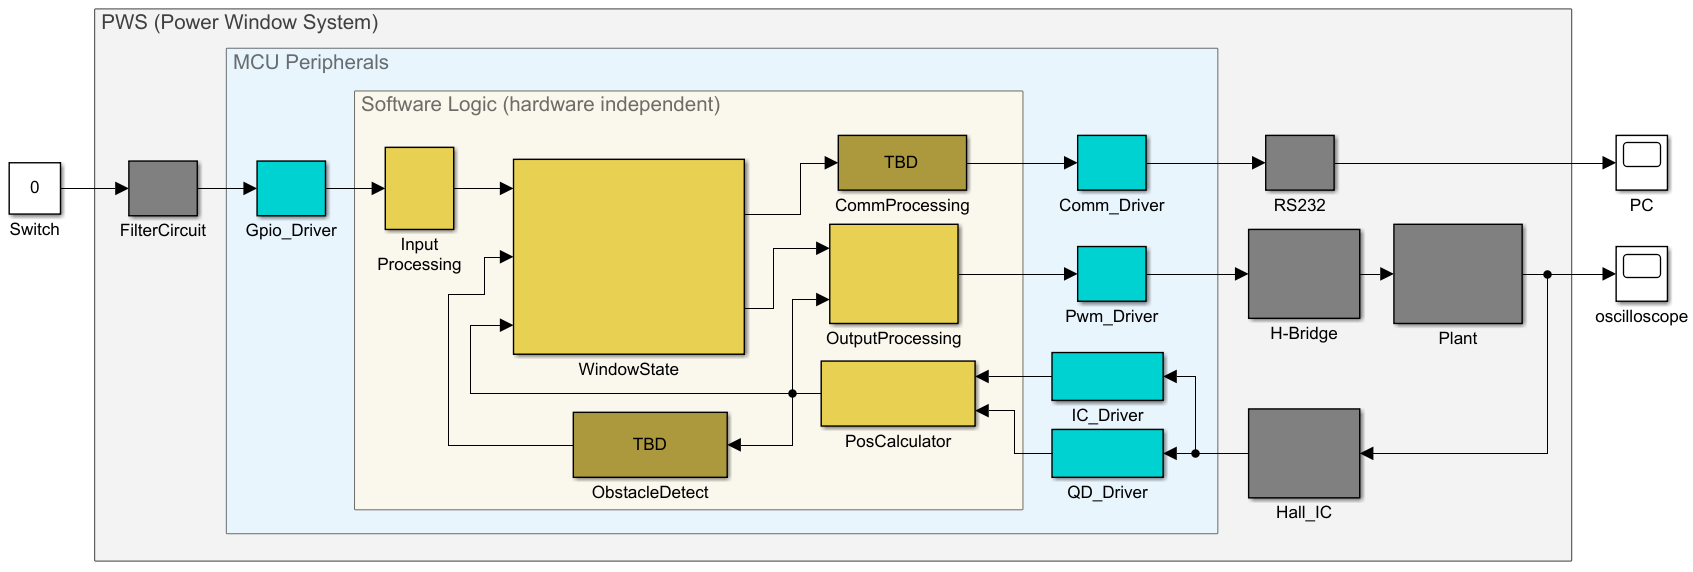 PWS (Power Window System)
MCU Peripherals
Software Logic (hardware independent)
0
Switch
FilterCircuit
Gpio_Driver
Input
Processing
WindowState
TBD
CommProcessing
Comm_Driver
RS232
PC
OutputProcessing
Pwm_Driver
H-Bridge
Plant
oscilloscope
PosCalculator
IC_Driver
TBD
ObstacleDetect
QD_Driver
Hall_IC